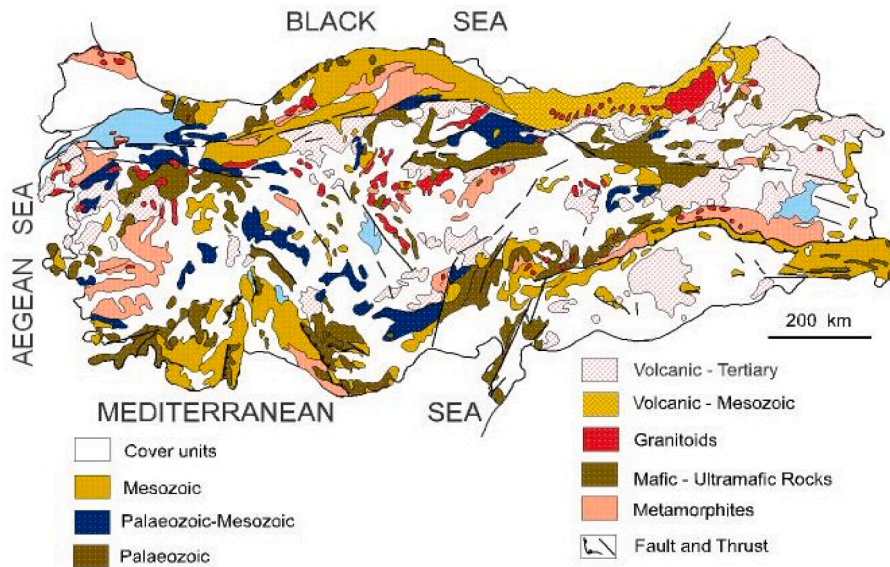 BLACK SEA
AEGEAN SEA
200 km
MEDITERRANEAN SEA
Cover units
Mesozoic
Palaeozoic-Mesozoic
Palaeozoic
Volcanic - Tertiary
Volcanic - Mesozoic
Granitoids
Mafic - Ultramafic Rocks
Metamorphites
Fault and Thrust